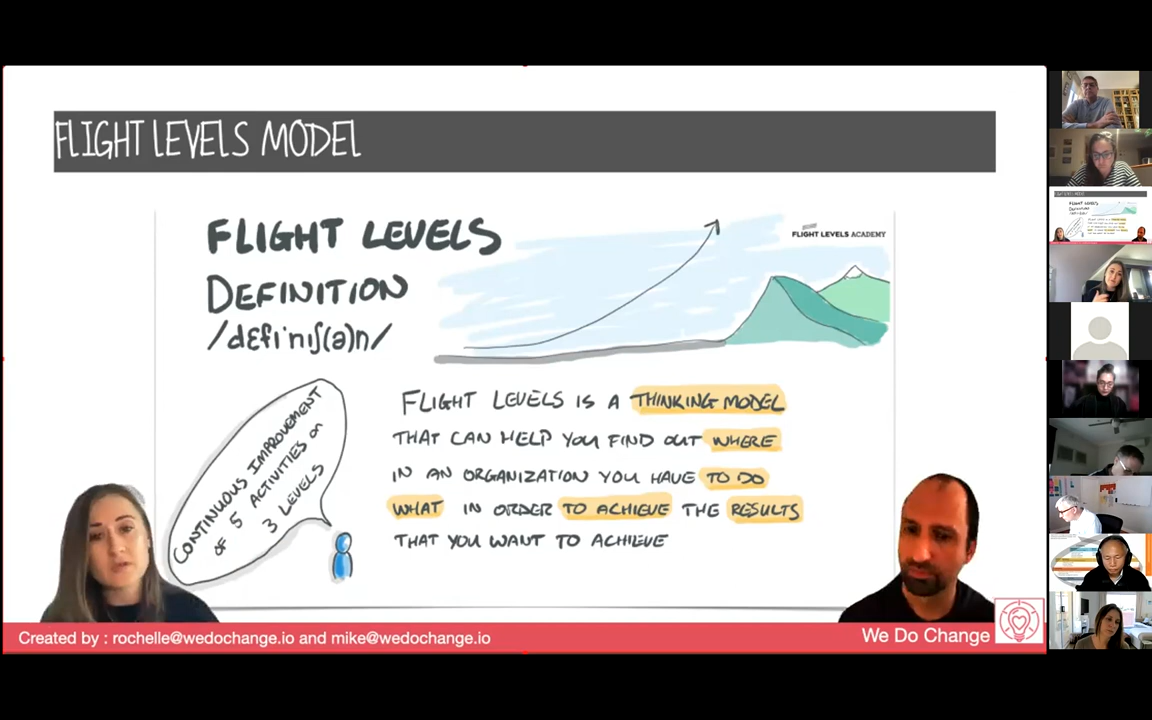 FLIGHT LEVELS MODEL
FLIGHT LEVELS
DEFINITION
/dɛfɪˈnɪʃ(ə)n/
FLIGHT LEVELS ACADEMY
CONTINUOUS IMPROVEMENT
OF 5 ACTIVITIES on
3 LEVELS
FLIGHT LEVELS IS A THINKING MODEL
THAT CAN HELP YOU FIND OUT WHERE
IN AN ORGANIZATION YOU HAVE TO DO
WHAT IN ORDER TO ACHIEVE THE RESULTS
THAT YOU WANT TO ACHIEVE
Created by : rochelle@wedochange.io and mike@wedochange.io
We Do Change